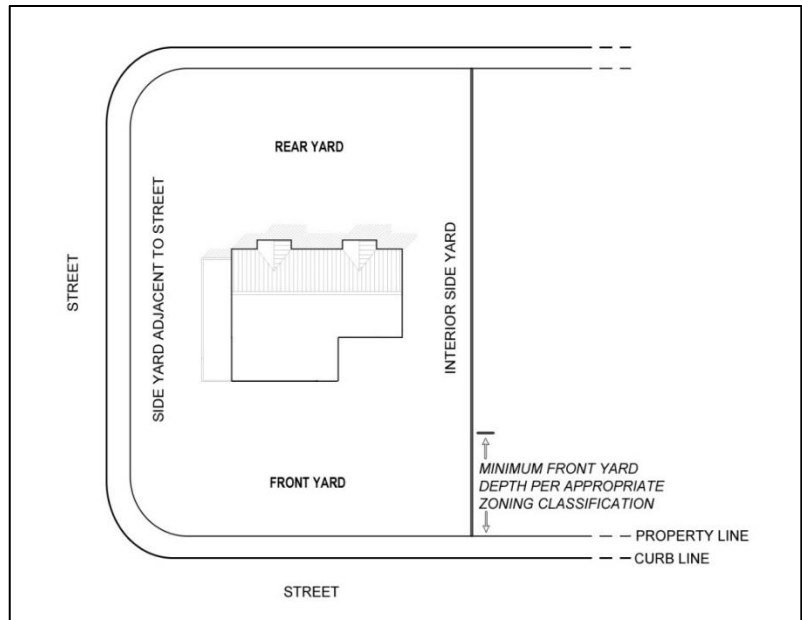 REAR YARD
STREET
SIDE YARD ADJACENT TO STREET
INTERIOR SIDE YARD
FRONT YARD
MINIMUM FRONT YARD
DEPTH PER APPROPRIATE
ZONING CLASSIFICATION
PROPERTY LINE
CURB LINE
STREET